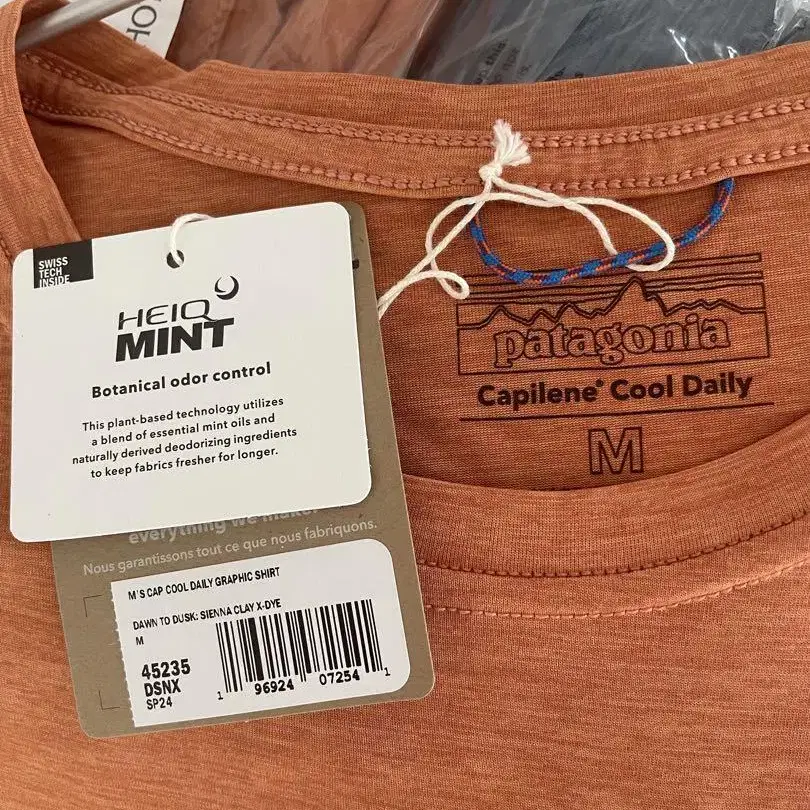 SWISS
TECH
INSIDE
HEIQ
MINT
Botanical odor control
This plant-based technology utilizes
a blend of essential mint oils and
naturally derived deodorizing ingredients
to keep fabrics fresher for longer.
everything we make.
Nous garantissons tout ce que nous fabriquons.
M'S CAP COOL DAILY GRAPHIC SHIRT
DAWN TO DUSK: SIENNA CLAY X-DYE
M
45235
DSNX
SP24
1 96924 07254 1
patagonia
Capilene® Cool Daily
M